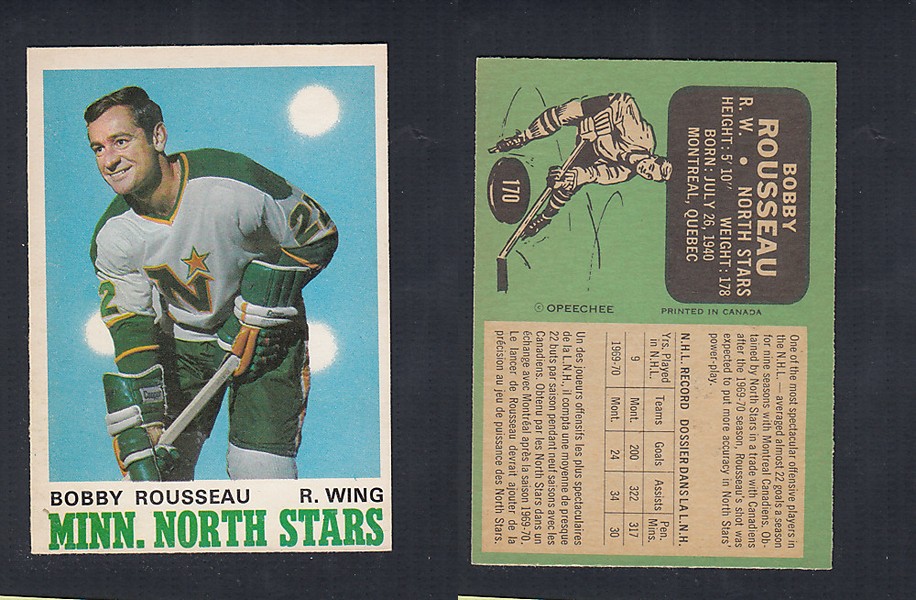 2
22
N
BOBBY ROUSSEAU R. WING
MINN. NORTH STARS
BOBBY
ROUSSEAU
R. W. • NORTH STARS
HEIGHT: 5' 10" WEIGHT: 178
BORN: JULY 26, 1940
MONTREAL, QUEBEC
170
© OPEECHEE PRINTED IN CANADA
One of the most spectacular offensive players in
the N.H.L. — averaged almost 22 goals a season
for nine seasons with Montreal Canadiens. Ob-
tained by North Stars in a trade with Canadiens
after the 1969-70 season. Rousseau's shot was
expected to put more accuracy in North Stars'
power-play.
N.H.L. RECORD DOSSIER DANS LA L.N.H.
Yrs. Played in N.H.L. Teams Goals Assists Pen. Mins.
9 Mont. 200 322 317
1969-70 Mont. 24 34 30
Un des joueurs offensifs les plus spectaculaires
de la L.N.H., il compta une moyenne de presque
22 buts par saison pendant neuf saisons avec les
Canadiens. Obtenu par les North Stars dans un
échange avec Montréal après la saison 1969-70.
Le lancer de Rousseau devrait ajouter de la
précision au jeu de puissance des North Stars.